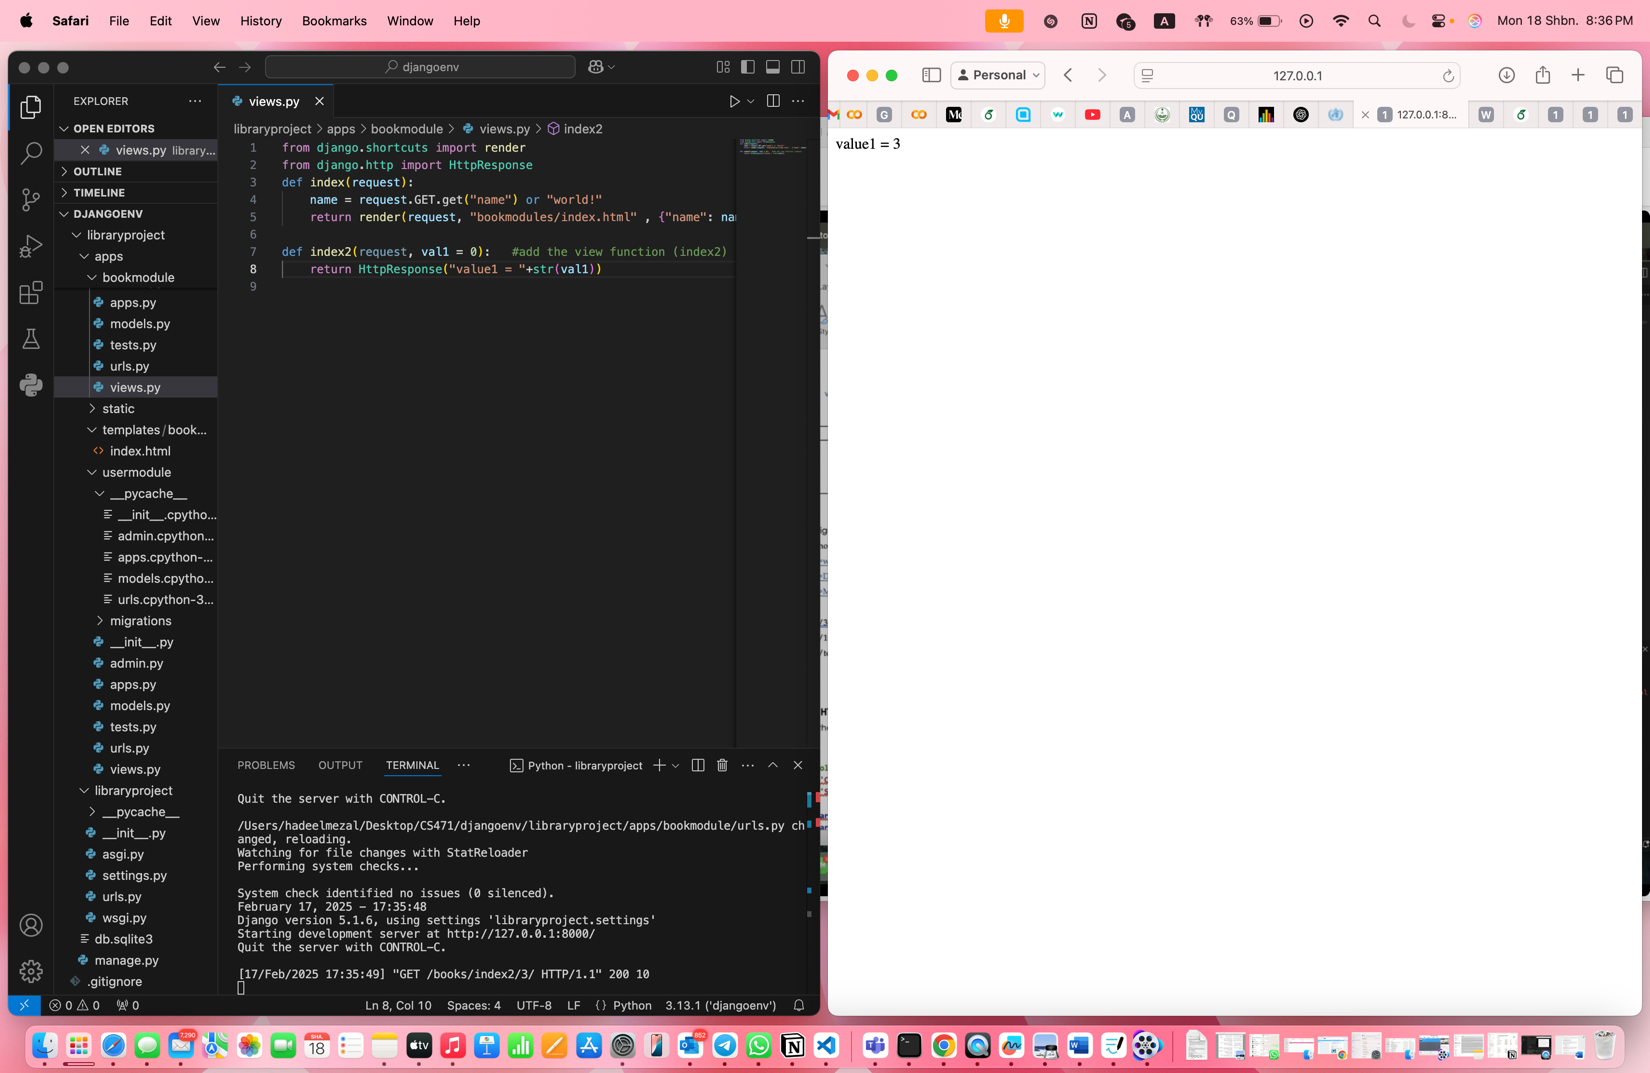 Safari File Edit View History Bookmarks Window Help
63%
Mon 18 Shbn. 8:36 PM
djangoenv
EXPLORER
OPEN EDITORS
views.py library...
OUTLINE
TIMELINE
DJANGOENV
libraryproject
apps
bookmodule
apps.py
models.py
tests.py
urls.py
views.py
static
templates/book...
index.html
usermodule
__pycache__
__init__.cpytho...
admin.cpython...
apps.cpython-...
models.cpytho...
urls.cpython-3...
migrations
__init__.py
admin.py
apps.py
models.py
tests.py
urls.py
views.py
libraryproject
__pycache__
__init__.py
asgi.py
settings.py
urls.py
wsgi.py
db.sqlite3
manage.py
.gitignore
views.py
libraryproject > apps > bookmodule > views.py > index2
1 from django.shortcuts import render
2 from django.http import HttpResponse
3 def index(request):
4 name = request.GET.get("name") or "world!"
5 return render(request, "bookmodules/index.html" , {"name": na
6
7 def index2(request, val1 = 0): #add the view function (index2)
8 return HttpResponse("value1 = "+str(val1))
9
PROBLEMS OUTPUT TERMINAL
Python - libraryproject
Quit the server with CONTROL-C.
/Users/hadeelmezal/Desktop/CS471/djangoenv/libraryproject/apps/bookmodule/urls.py ch
anged, reloading.
Watching for file changes with StatReloader
Performing system checks...
System check identified no issues (0 silenced).
February 17, 2025 - 17:35:48
Django version 5.1.6, using settings 'libraryproject.settings'
Starting development server at http://127.0.0.1:8000/
Quit the server with CONTROL-C.
[17/Feb/2025 17:35:49] "GET /books/index2/3/ HTTP/1.1" 200 10
0 0 0
Ln 8, Col 10 Spaces: 4 UTF-8 LF {} Python 3.13.1 ('djangoenv')
Personal
127.0.0.1
127.0.0.1:8...
value1 = 3